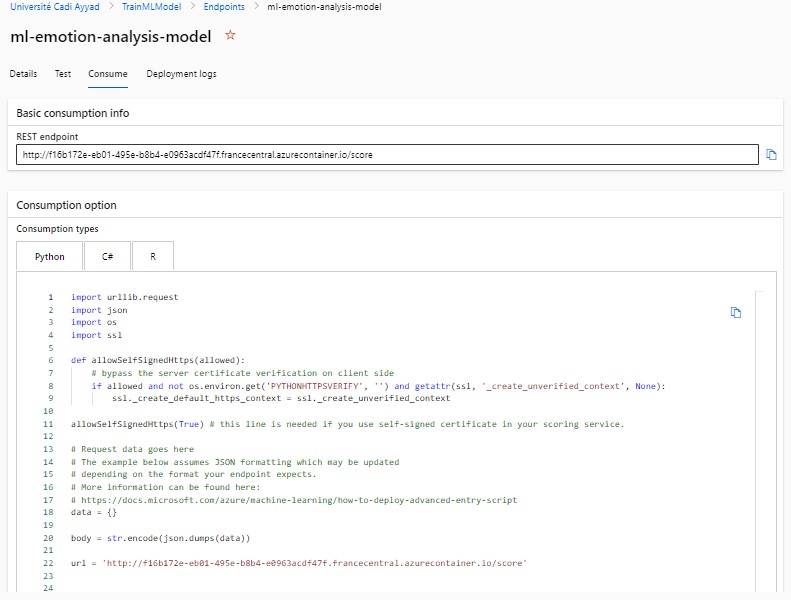 Université Cadi Ayyad > TrainMLModel > Endpoints > ml-emotion-analysis-model
ml-emotion-analysis-model ☆
Details Test Consume Deployment logs
Basic consumption info
REST endpoint
http://f16b172e-eb01-495e-b8b4-e0963acdf47f.francecentral.azurecontainer.io/score
Consumption option
Consumption types
Python C# R
1 import urllib.request
2 import json
3 import os
4 import ssl
5
6 def allowSelfSignedHttps(allowed):
7     # bypass the server certificate verification on client side
8     if allowed and not os.environ.get('PYTHONHTTPSVERIFY', '') and getattr(ssl, '_create_unverified_context', None):
9         ssl._create_default_https_context = ssl._create_unverified_context
10
11 allowSelfSignedHttps(True) # this line is needed if you use self-signed certificate in your scoring service.
12
13 # Request data goes here
14 # The example below assumes JSON formatting which may be updated
15 # depending on the format your endpoint expects.
16 # More information can be found here:
17 # https://docs.microsoft.com/azure/machine-learning/how-to-deploy-advanced-entry-script
18 data = {}
19
20 body = str.encode(json.dumps(data))
21
22 url = 'http://f16b172e-eb01-495e-b8b4-e0963acdf47f.francecentral.azurecontainer.io/score'
23
24